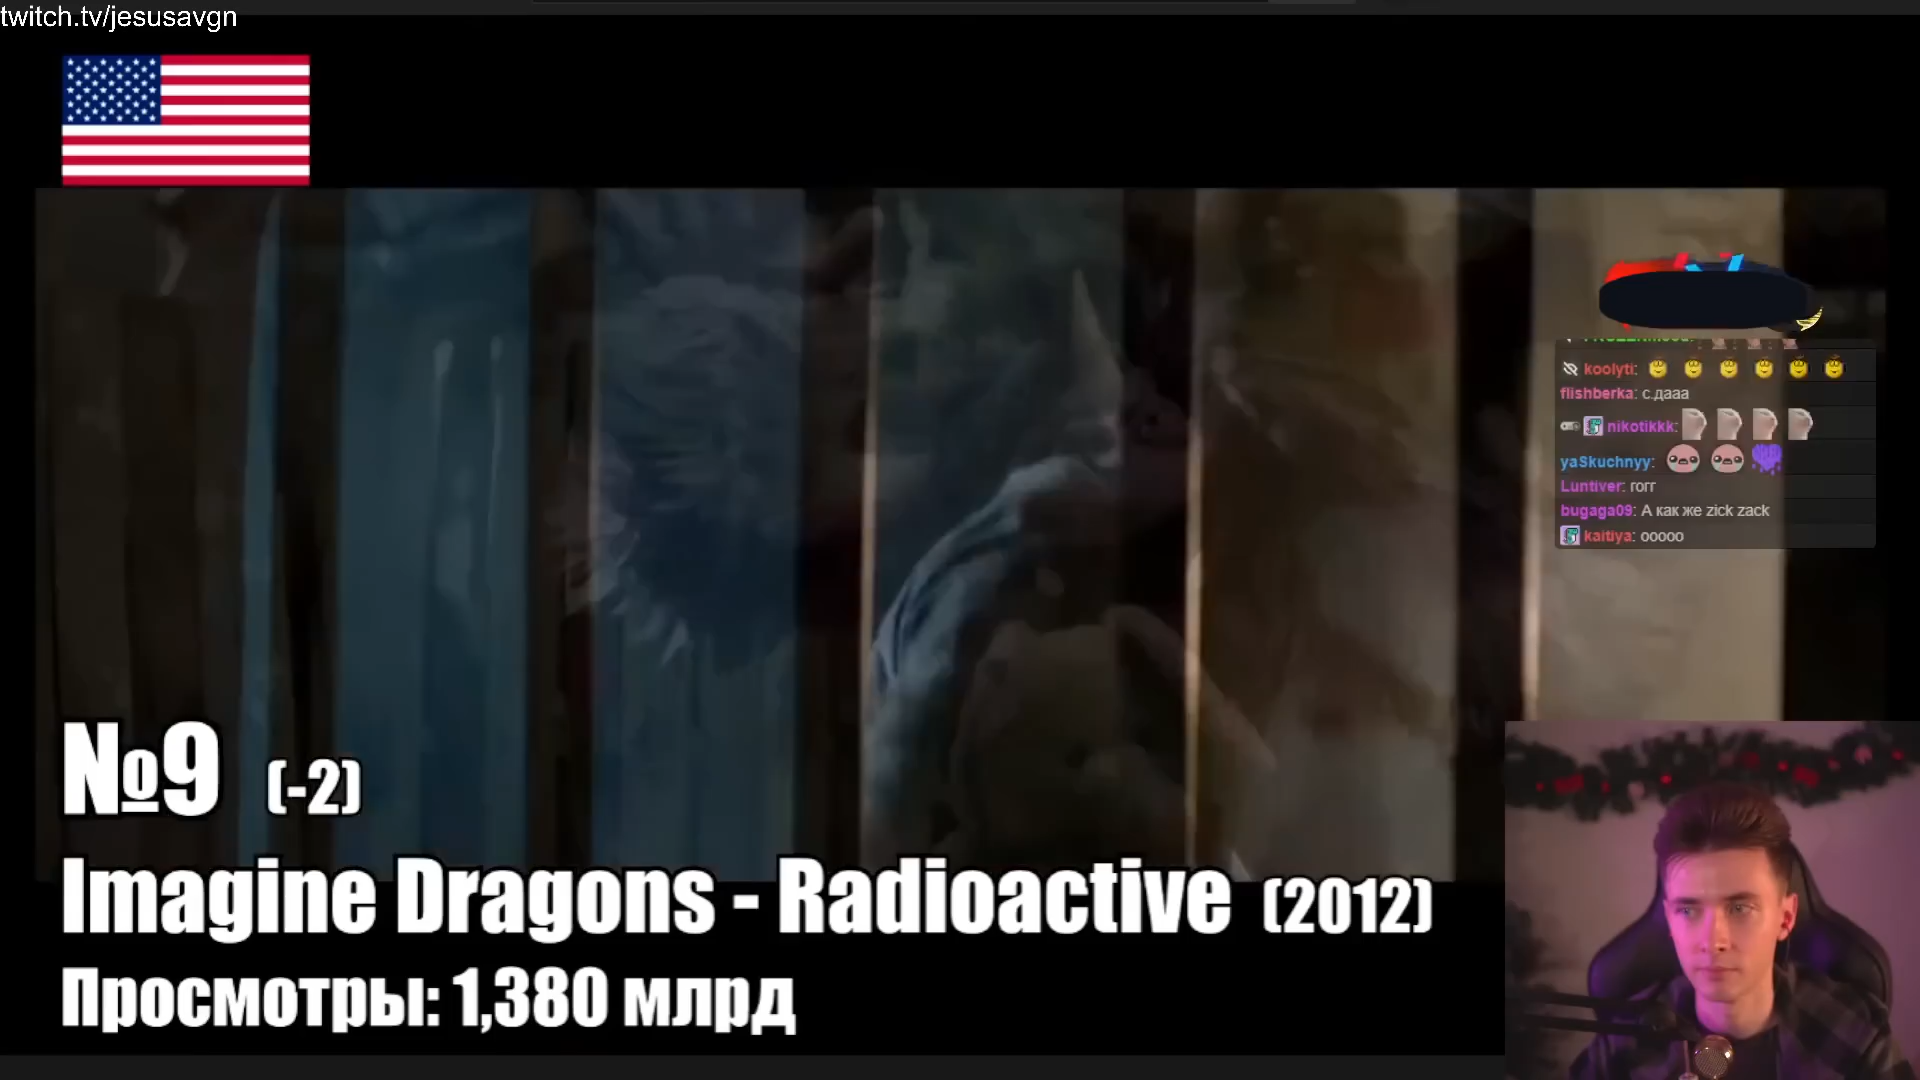 twitch.tv/jesusavgn
koolyti:
flishberka: с.дааа
nikotikkk:
yaSkuchnyy:
Luntiver: гогг
bugaga09: А как же zick zack
kaitiya: ооооо
№9 (-2)
Imagine Dragons - Radioactive (2012)
Просмотры: 1,380 млрд